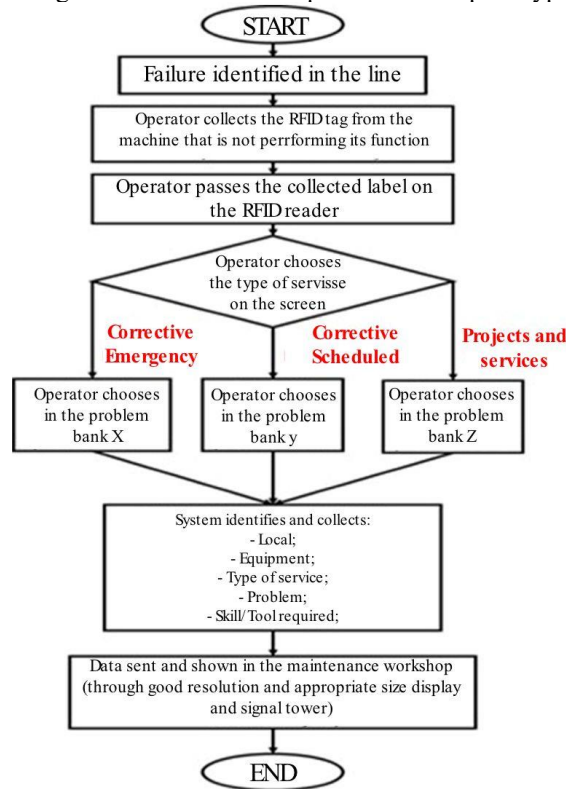 START
Failure identified in the line
Operator collects the RFID tag from the
machine that is not perrforming its function
Operator passes the collected label on
the RFID reader
Operator chooses
the type of servisse
on the screen
Corrective
Emergency
Corrective
Scheduled
Projects and
services
Operator chooses
in the problem
bank X
Operator chooses
in the problem
bank y
Operator chooses
in the problem
bank Z
System identifies and collects:
- Local;
- Equipment;
- Type of service;
- Problem;
- Skill/Tool required;
Data sent and shown in the maintenance workshop
(through good resolution and appropriate size display
and signal tower)
END